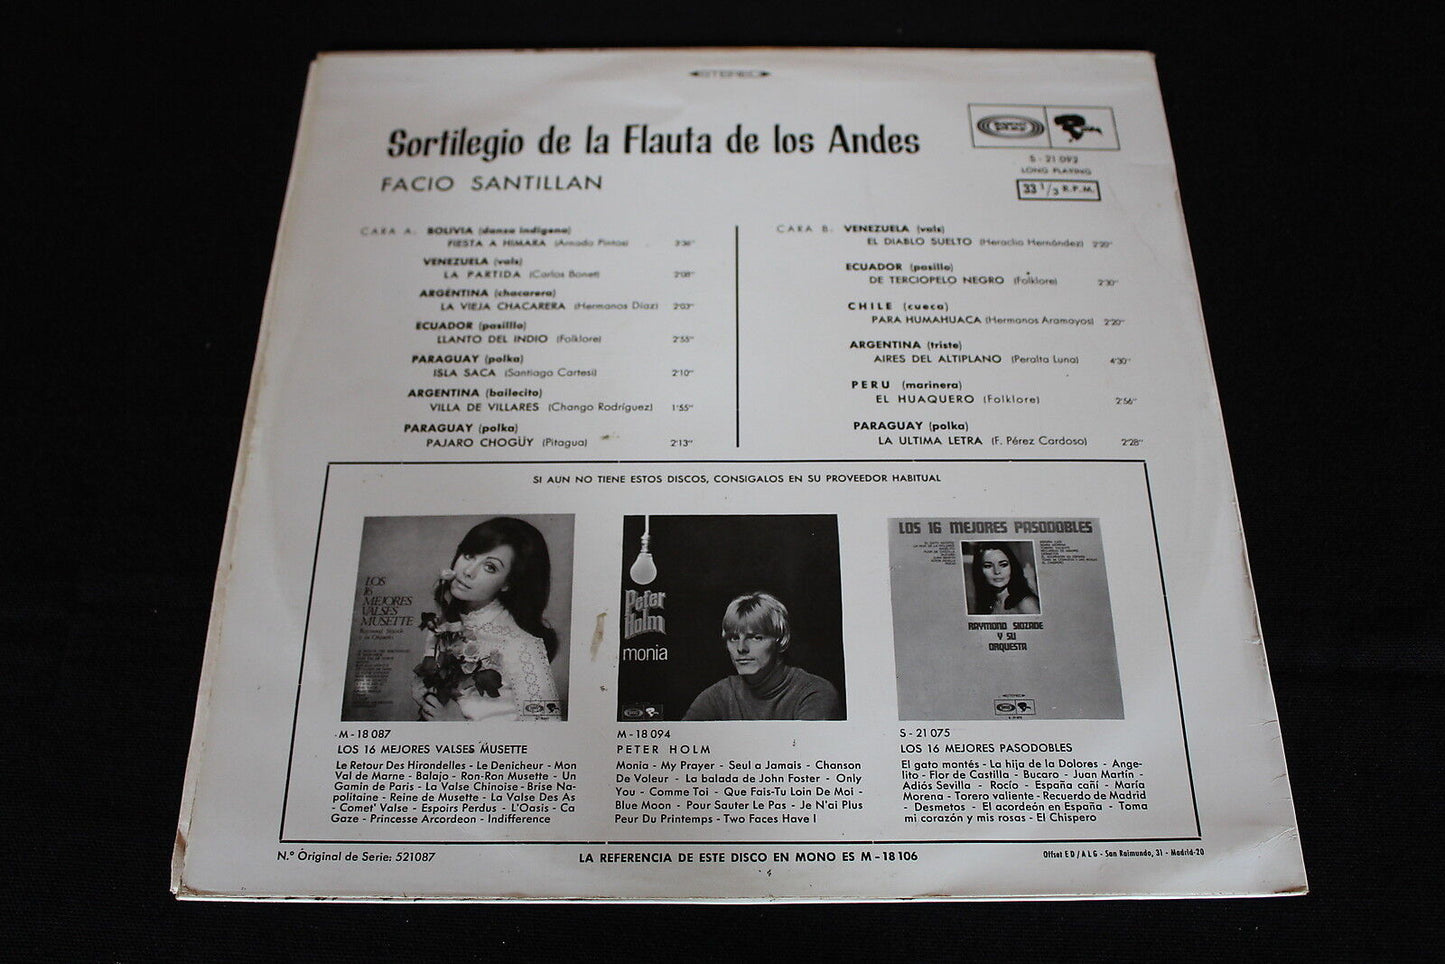 STEREO
Sortilegio de la Flauta de los Andes
FACIO SANTILLAN
S - 21 092
LONG PLAYING
33 1/3 R.P.M.
CARA A. BOLIVIA (danza indigena)
FIESTA A HIMARA (Amado Pintos) 3'36"
VENEZUELA (vals)
LA PARTIDA (Carlos Bonet) 2'08"
ARGENTINA (chacarera)
LA VIEJA CHACARERA (Hermanos Díaz) 2'03"
ECUADOR (pasilllo)
LLANTO DEL INDIO (Folklore) 2'55"
PARAGUAY (polka)
ISLA SACA (Santiago Cartesi) 2'10"
ARGENTINA (bailecito)
VILLA DE VILLARES (Chango Rodríguez) 1'55"
PARAGUAY (polka)
PAJARO CHOGÜY (Pitagua) 2'13"
CARA B. VENEZUELA (vals)
EL DIABLO SUELTO (Heraclio Hernández) 2'20"
ECUADOR (pasillo)
DE TERCIOPELO NEGRO (Folklore) 2'30"
CHILE (cueca)
PARA HUMAHUACA (Hermanos Aramayos) 2'20"
ARGENTINA (triste)
AIRES DEL ALTIPLANO (Peralta Luna) 4'30"
PERU (marinera)
EL HUAQUERO (Folklore) 2'56"
PARAGUAY (polka)
LA ULTIMA LETRA (F. Pérez Cardoso) 2'28"
SI AUN NO TIENE ESTOS DISCOS, CONSIGALOS EN SU PROVEEDOR HABITUAL
LOS
16
MEJORES
VALSES
MUSETTE
Peter
Holm
monia
LOS 16 MEJORES PASODOBLES
RAYMOND SIOZADE
Y SU
ORQUESTA
M - 18 087
LOS 16 MEJORES VALSES MUSETTE
Le Retour Des Hirondelles - Le Denicheur - Mon
Val de Marne - Balajo - Ron-Ron Musette - Un
Gamin de Paris - La Valse Chinoise - Brise Na-
politaine - Reine de Musette - La Valse Des As
- Comet' Valse - Espoirs Perdus - L'Oasis - Ca
Gaze - Princesse Arcordeon - Indifference
M - 18 094
PETER HOLM
Monia - My Prayer - Seul a Jamais - Chanson
De Voleur - La balada de John Foster - Only
You - Comme Toi - Que Fais-Tu Loin De Moi -
Blue Moon - Pour Sauter Le Pas - Je N'ai Plus
Peur Du Printemps - Two Faces Have I
S - 21 075
LOS 16 MEJORES PASODOBLES
El gato montés - La hija de la Dolores - Ange-
lito - Flor de Castilla - Bucaro - Juan Martín -
Adiós Sevilla - Rocío - España cañí - María
Morena - Torero valiente - Recuerdo de Madrid
- Desmetos - El acordeón en España - Toma
mi corazón y mis rosas - El Chispero
N.º Original de Serie: 521087
LA REFERENCIA DE ESTE DISCO EN MONO ES M - 18 106
Offset E D / A L G - San Raimundo, 31 - Madrid-20